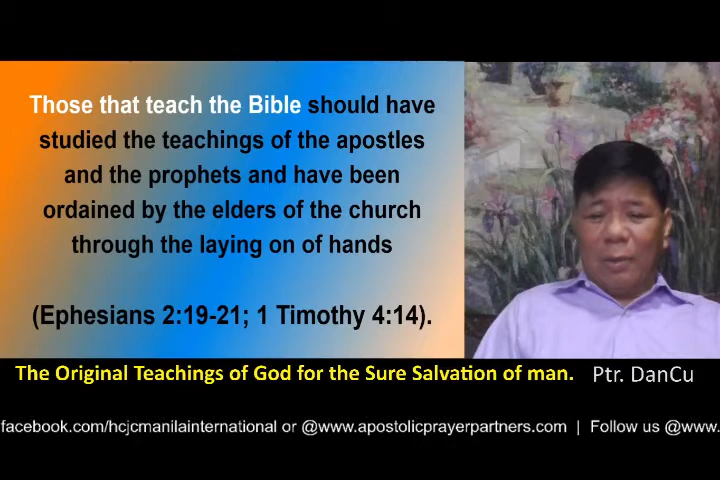 Those that teach the Bible should have
studied the teachings of the apostles
and the prophets and have been
ordained by the elders of the church
through the laying on of hands
(Ephesians 2:19-21; 1 Timothy 4:14).
The Original Teachings of God for the Sure Salvation of man. Ptr. DanCu
facebook.com/hcjcmanilainternational or @www.apostolicprayerpartners.com | Follow us @www.